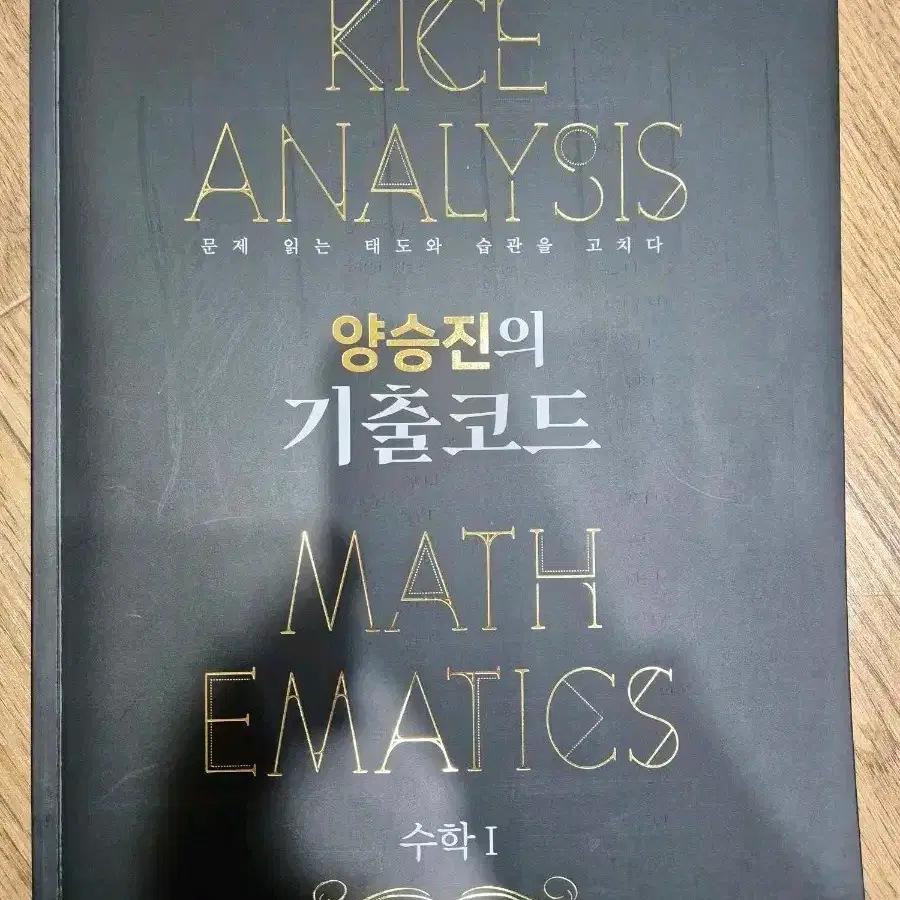 KICE
ANALYSIS
문제 읽는 태도와 습관을 고치다
양승진의
기출코드
MATH
EMATICS
수학 I